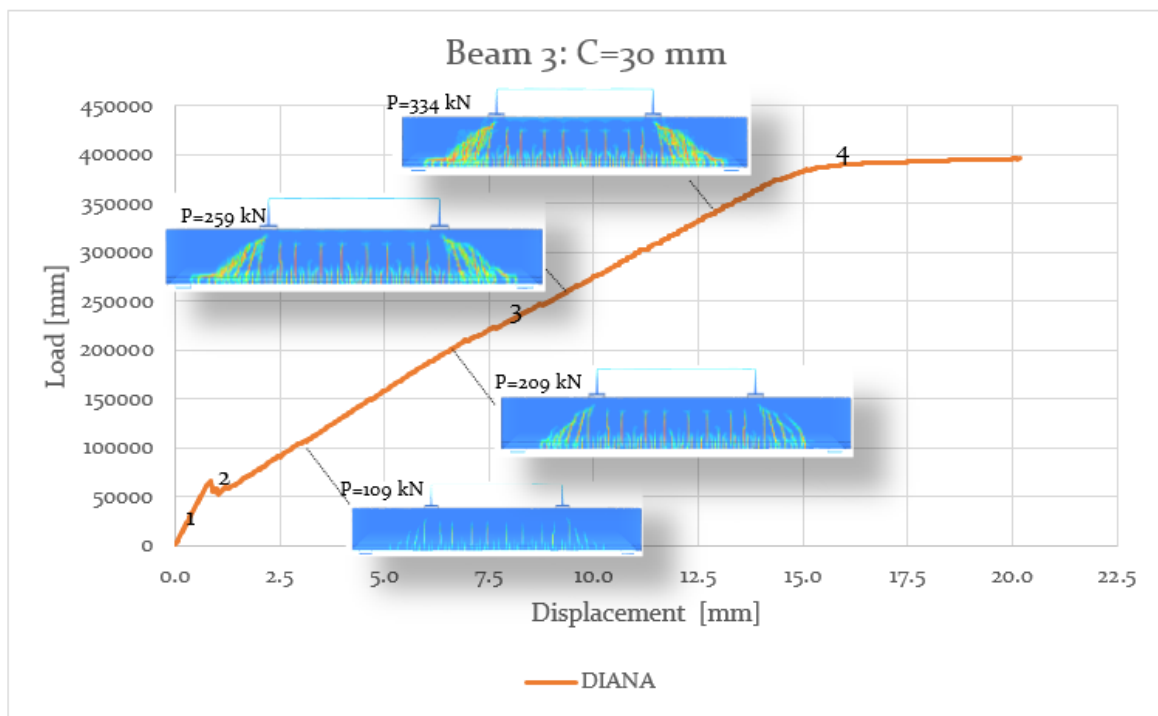 Beam 3: C=30 mm
450000
400000
350000
300000
250000
200000
150000
100000
50000
0
Load [mm]
P=334 kN
4
P=259 kN
3
P=209 kN
2
P=109 kN
1
0.0 2.5 5.0 7.5 10.0 12.5 15.0 17.5 20.0 22.5
Displacement [mm]
DIANA